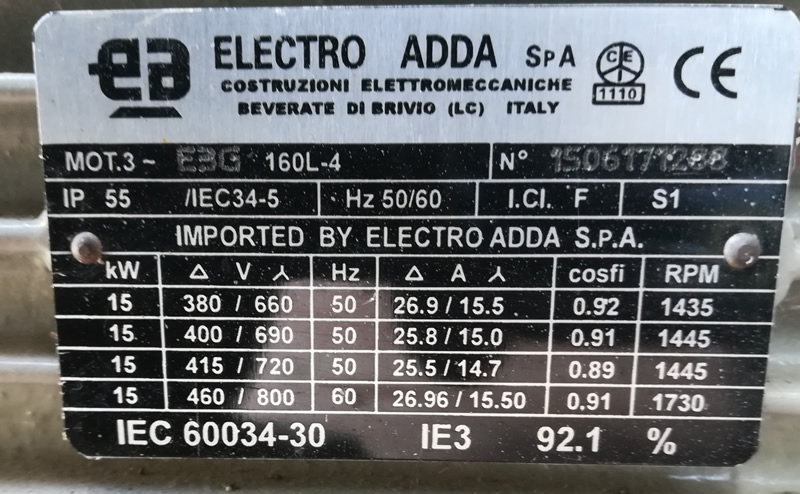 ea ELECTRO ADDA SpA CE 1110 CE
COSTRUZIONI ELETTROMECCANICHE
BEVERATE DI BRIVIO (LC) ITALY
MOT.3 ~ E3G 160L-4 N° 1506171288
IP 55 /IEC34-5 Hz 50/60 I.Cl. F S1
IMPORTED BY ELECTRO ADDA S.P.A.
kW Δ V ⅄ Hz Δ A ⅄ cosfi RPM
15 380 / 660 50 26.9 / 15.5 0.92 1435
15 400 / 690 50 25.8 / 15.0 0.91 1445
15 415 / 720 50 25.5 / 14.7 0.89 1445
15 460 / 800 60 26.96 / 15.50 0.91 1730
IEC 60034-30 IE3 92.1 %